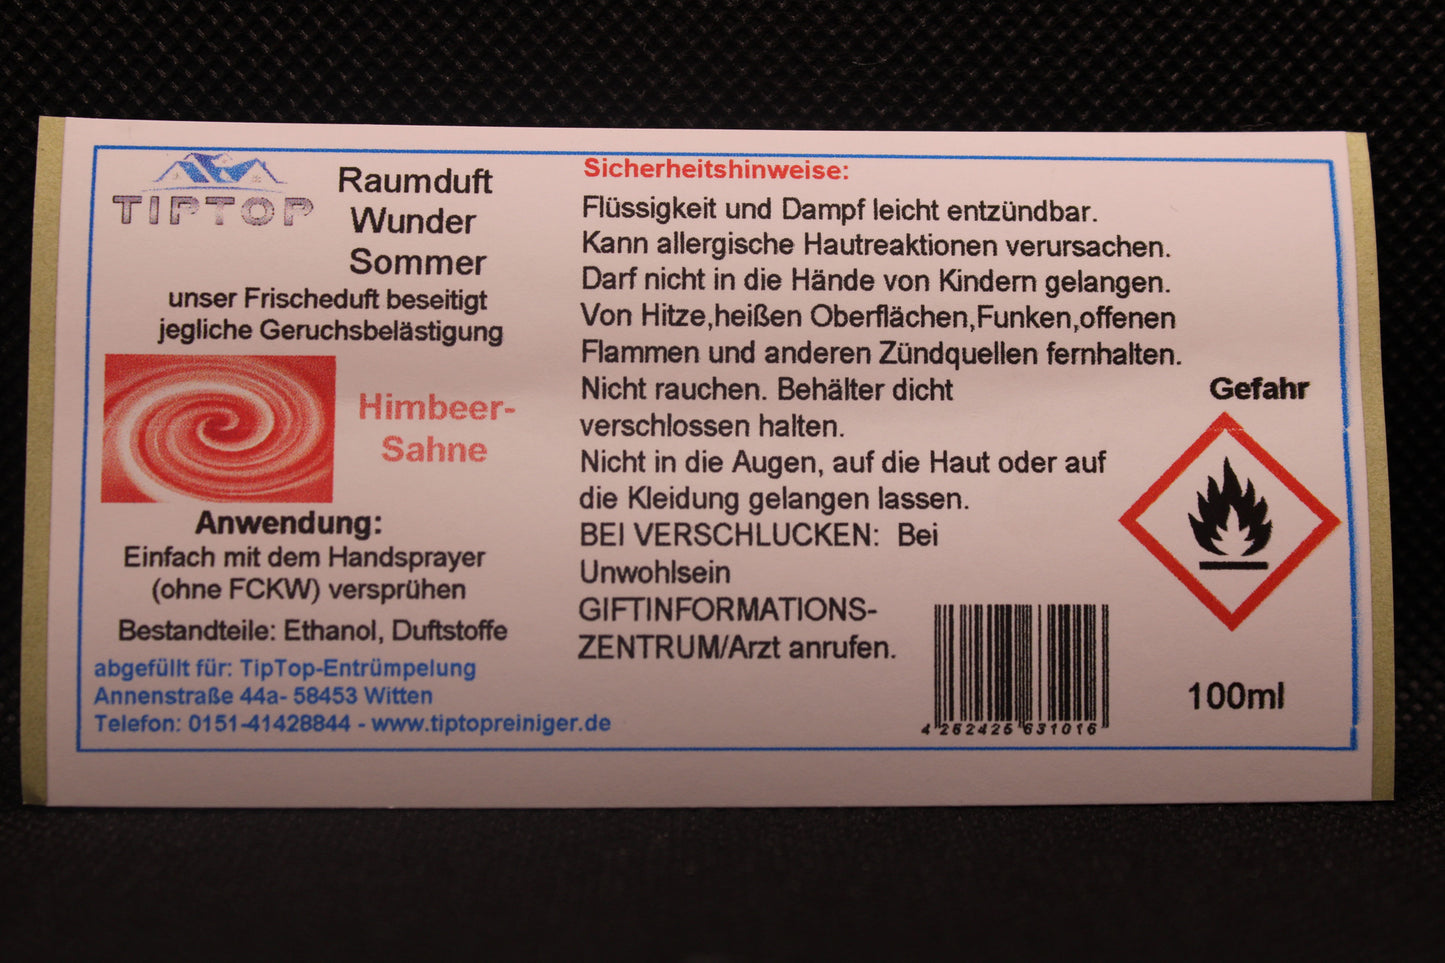 TIPTOP
Raumduft
Wunder
Sommer
unser Frischeduft beseitigt
jegliche Geruchsbelästigung
Himbeer-
Sahne
Anwendung:
Einfach mit dem Handsprayer
(ohne FCKW) versprühen
Bestandteile: Ethanol, Duftstoffe
abgefüllt für: TipTop-Entrümpelung
Annenstraße 44a- 58453 Witten
Telefon: 0151-41428844 - www.tiptopreiniger.de
Sicherheitshinweise:
Flüssigkeit und Dampf leicht entzündbar.
Kann allergische Hautreaktionen verursachen.
Darf nicht in die Hände von Kindern gelangen.
Von Hitze,heißen Oberflächen,Funken,offenen
Flammen und anderen Zündquellen fernhalten.
Nicht rauchen. Behälter dicht
verschlossen halten.
Nicht in die Augen, auf die Haut oder auf
die Kleidung gelangen lassen.
BEI VERSCHLUCKEN: Bei
Unwohlsein
GIFTINFORMATIONS-
ZENTRUM/Arzt anrufen.
4 262425 631016
Gefahr
100ml